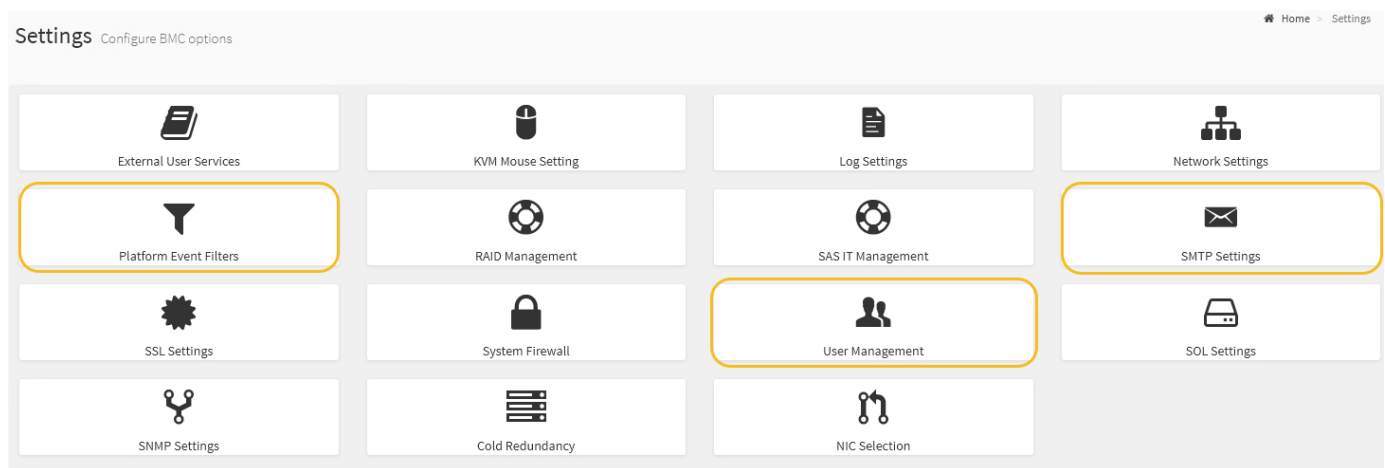 Settings Configure BMC options
Home > Settings
External User Services
KVM Mouse Setting
Log Settings
Network Settings
Platform Event Filters
RAID Management
SAS IT Management
SMTP Settings
SSL Settings
System Firewall
User Management
SOL Settings
SNMP Settings
Cold Redundancy
NIC Selection